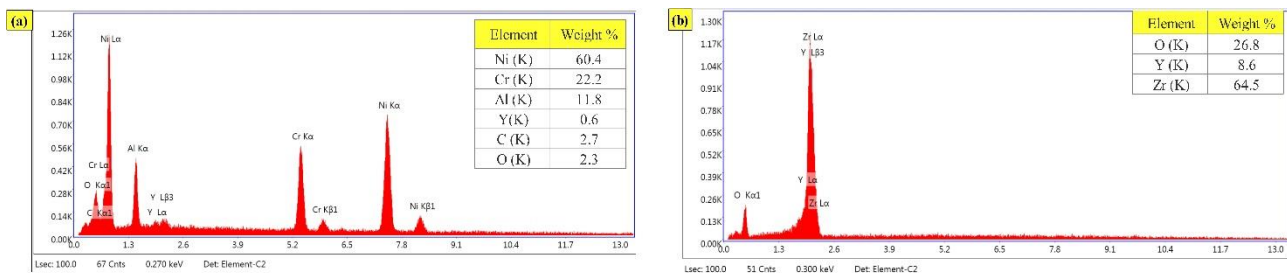 (a)
Element Weight %
Ni (K) 60.4
Cr (K) 22.2
Al (K) 11.8
Y(K) 0.6
C (K) 2.7
O (K) 2.3
1.26K
1.12K
0.98K
0.84K
0.70K
0.56K
0.42K
0.28K
0.14K
0.00K
Ni Lα
Cr Lα
O Kα1
C Kα1
Al Kα
Y Lβ3
Y Lα
Cr Kα
Cr Kβ1
Ni Kα
Ni Kβ1
0.0 1.3 2.6 3.9 5.2 6.5 7.8 9.1 10.4 11.7 13.0
Lsec: 100.0 67 Cnts 0.270 keV Det: Element-C2
(b)
Element Weight %
O (K) 26.8
Y (K) 8.6
Zr (K) 64.5
1.30K
1.17K
1.04K
0.91K
0.78K
0.65K
0.52K
0.39K
0.26K
0.13K
0.00K
Zr Lα
Y Lβ3
Y Lα
Zr Lα
O Kα1
0.0 1.3 2.6 3.9 5.2 6.5 7.8 9.1 10.4 11.7 13.0
Lsec: 100.0 51 Cnts 0.300 keV Det: Element-C2